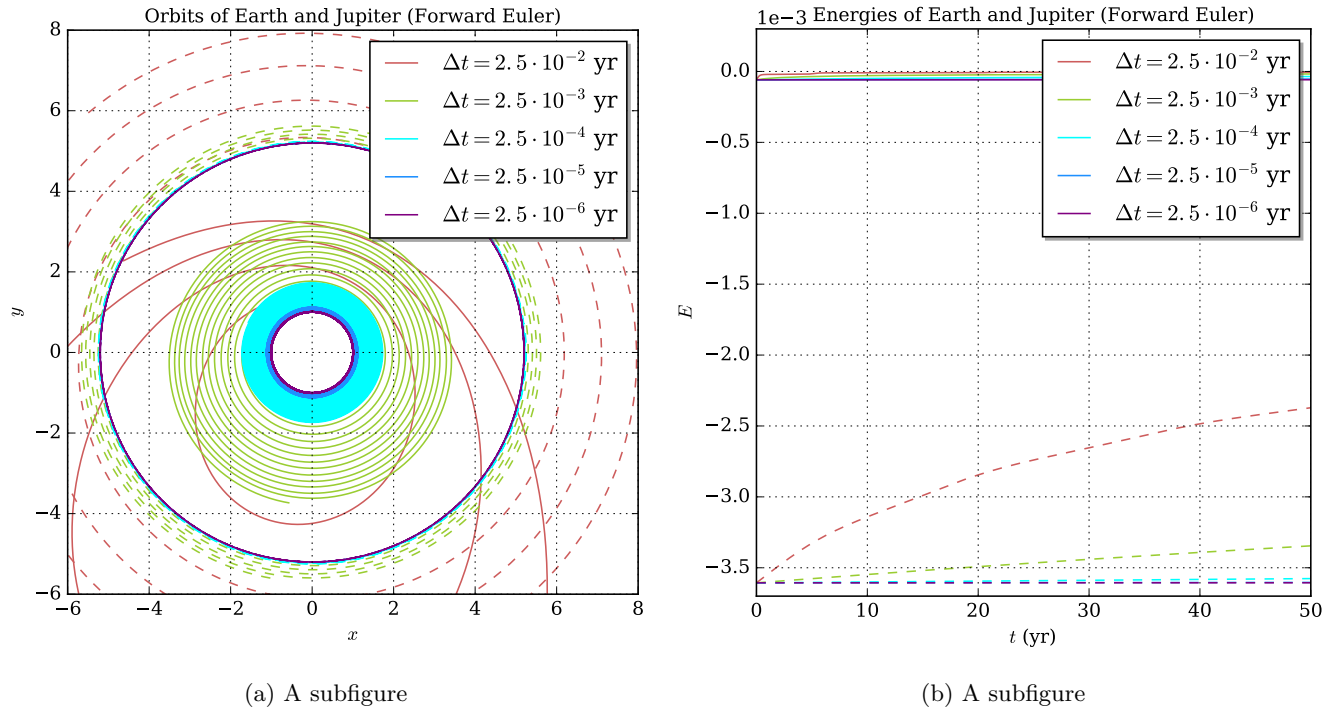 Orbits of Earth and Jupiter (Forward Euler)
8
6
4
2
0
−2
−4
−6
y
−6 −4 −2 0 2 4 6 8
x
Δt = 2.5 · 10⁻² yr
Δt = 2.5 · 10⁻³ yr
Δt = 2.5 · 10⁻⁴ yr
Δt = 2.5 · 10⁻⁵ yr
Δt = 2.5 · 10⁻⁶ yr
(a) A subfigure
1e−3 Energies of Earth and Jupiter (Forward Euler)
0.0
−0.5
−1.0
−1.5
−2.0
−2.5
−3.0
−3.5
E
0 10 20 30 40 50
t (yr)
Δt = 2.5 · 10⁻² yr
Δt = 2.5 · 10⁻³ yr
Δt = 2.5 · 10⁻⁴ yr
Δt = 2.5 · 10⁻⁵ yr
Δt = 2.5 · 10⁻⁶ yr
(b) A subfigure